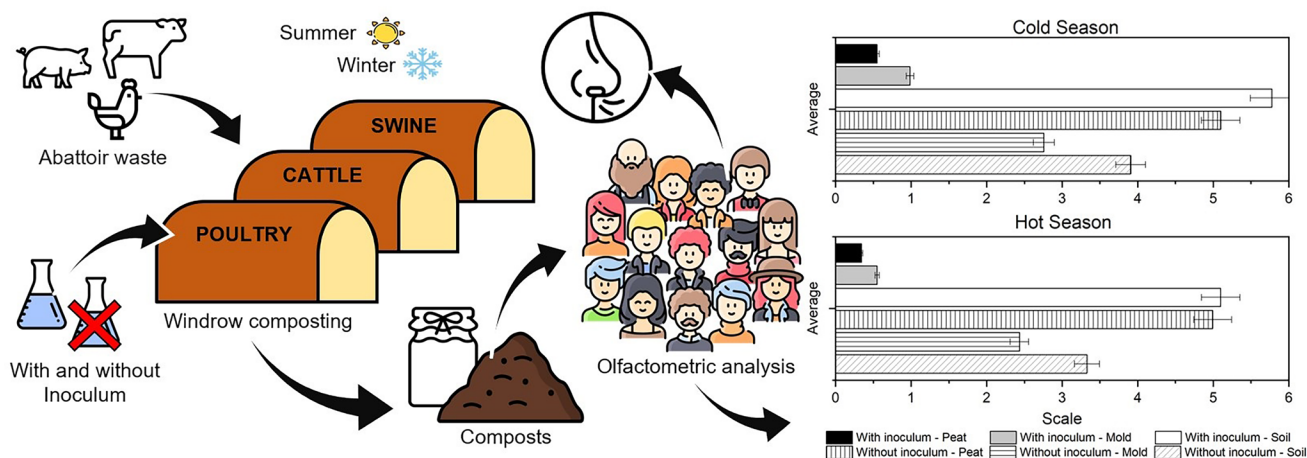 Summer
Winter
Abattoir waste
SWINE
CATTLE
POULTRY
Windrow composting
With and without
Inoculum
Composts
Olfactometric analysis
Cold Season
Average
0 1 2 3 4 5 6
Hot Season
Average
0 1 2 3 4 5 6
Scale
With inoculum - Peat With inoculum - Mold With inoculum - Soil
Without inoculum - Peat Without inoculum - Mold Without inoculum - Soil